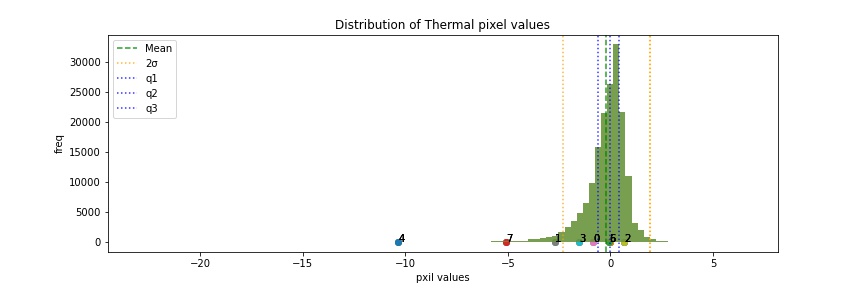 Distribution of Thermal pixel values
Mean
2σ
q1
q2
q3
freq
30000
25000
20000
15000
10000
5000
0
4 7 1 3 0 2
−20 −15 −10 −5 0 5
pxil values